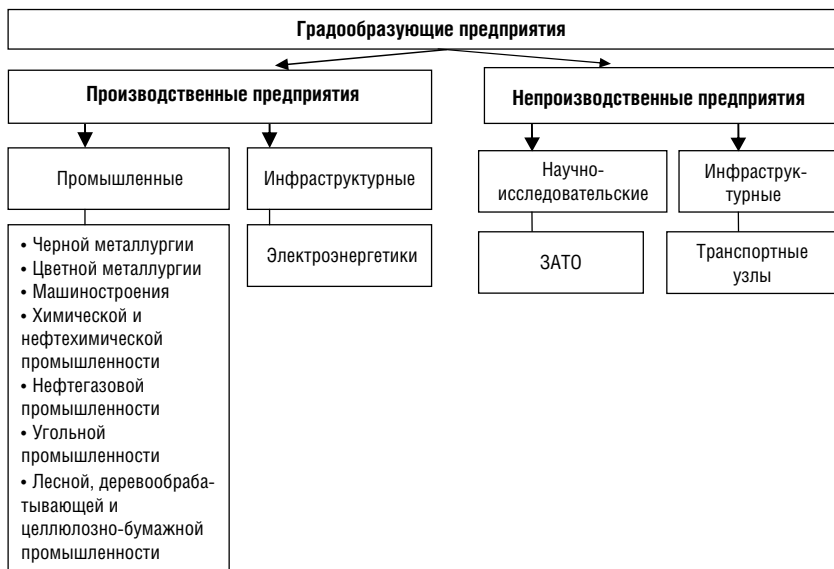 Градообразующие предприятия
Производственные предприятия
Непроизводственные предприятия
Промышленные
Инфраструктурные
Научно-
исследовательские
Инфраструк-
турные
• Черной металлургии
• Цветной металлургии
• Машиностроения
• Химической и
нефтехимической
промышленности
• Нефтегазовой
промышленности
• Угольной
промышленности
• Лесной, деревообраба-
тывающей и
целлюлозно-бумажной
промышленности
Электроэнергетики
ЗАТО
Транспортные
узлы